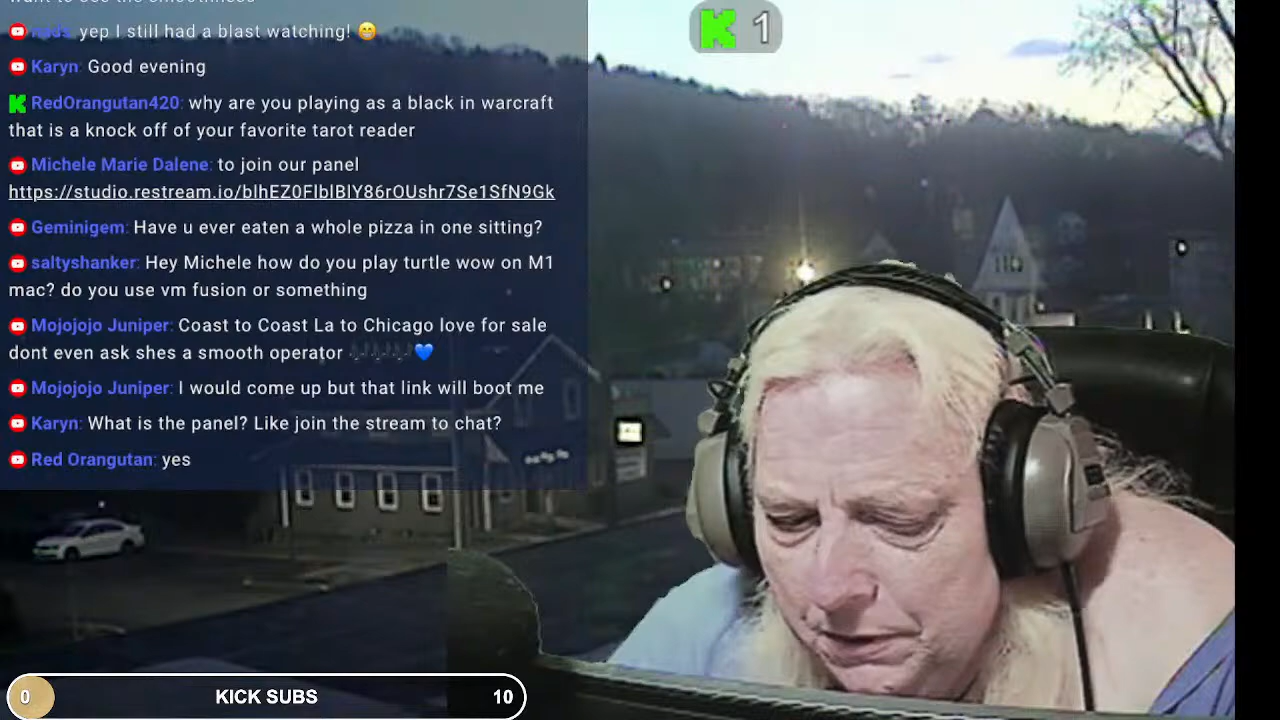 yep I still had a blast watching! 😁
Karyn: Good evening
RedOrangutan420: why are you playing as a black in warcraft
that is a knock off of your favorite tarot reader
Michele Marie Dalene: to join our panel
https://studio.restream.io/blhEZ0FlblBlY86rOUshr7Se1SfN9Gk
Geminigem: Have u ever eaten a whole pizza in one sitting?
saltyshanker: Hey Michele how do you play turtle wow on M1
mac? do you use vm fusion or something
Mojojojo Juniper: Coast to Coast La to Chicago love for sale
dont even ask shes a smooth operator 🎶🎶🎶💙
Mojojojo Juniper: I would come up but that link will boot me
Karyn: What is the panel? Like join the stream to chat?
Red Orangutan: yes
K 1
0 KICK SUBS 10